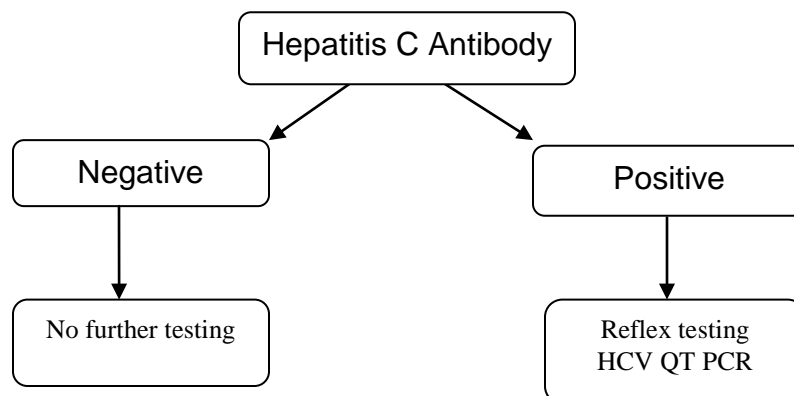 Hepatitis C Antibody
Negative
Positive
No further testing
Reflex testing
HCV QT PCR